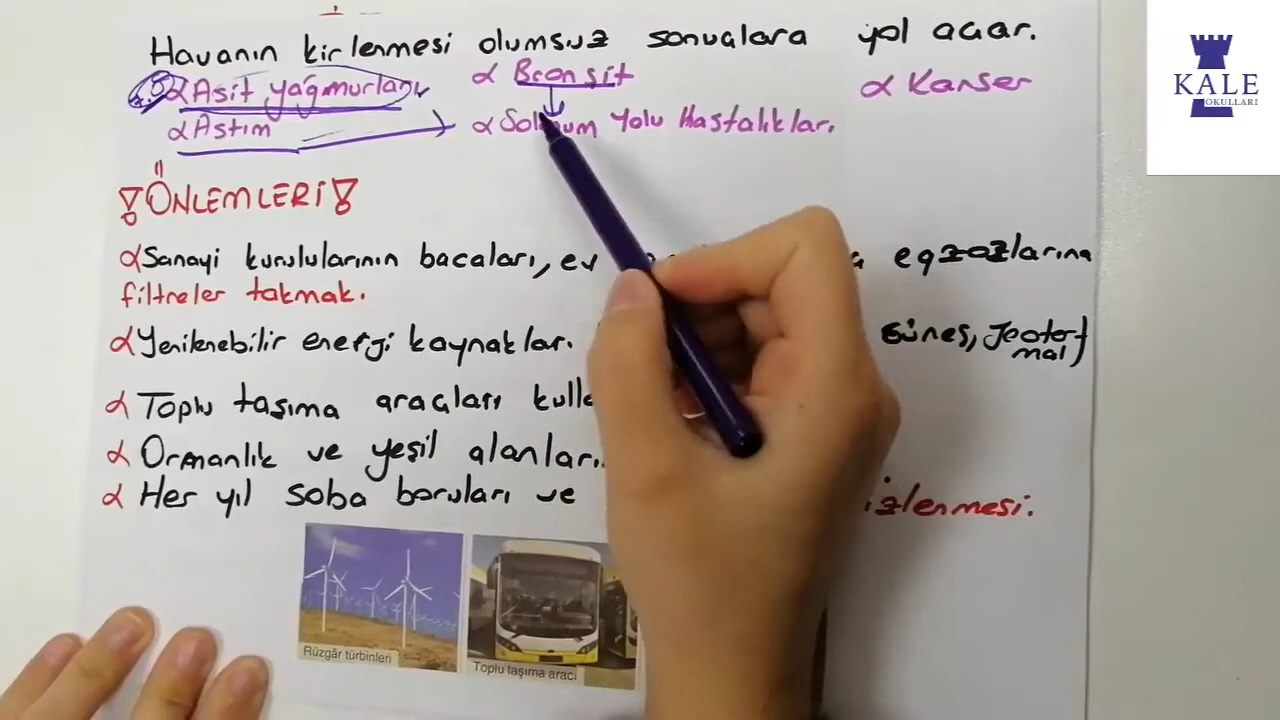 Havanın kirlenmesi olumsuz sonuçlara yol açar.
α Asit yağmurları α Bronşit α Kanser
α Astım α Solunum Yolu Hastalıkları.
! ÖNLEMLERİ !
α Sanayi kurulularının bacaları, ev egzozlarına
filtreler takmak.
α Yenilenebilir energi kaynakları. Güneş, Jeotermal
α Toplu taşıma araçları
α Ormanlık ve yeşil alanları
α Her yıl soba boruları ve
Rüzgâr türbinleri
Toplu taşıma aracı
KALE
OKULLARI